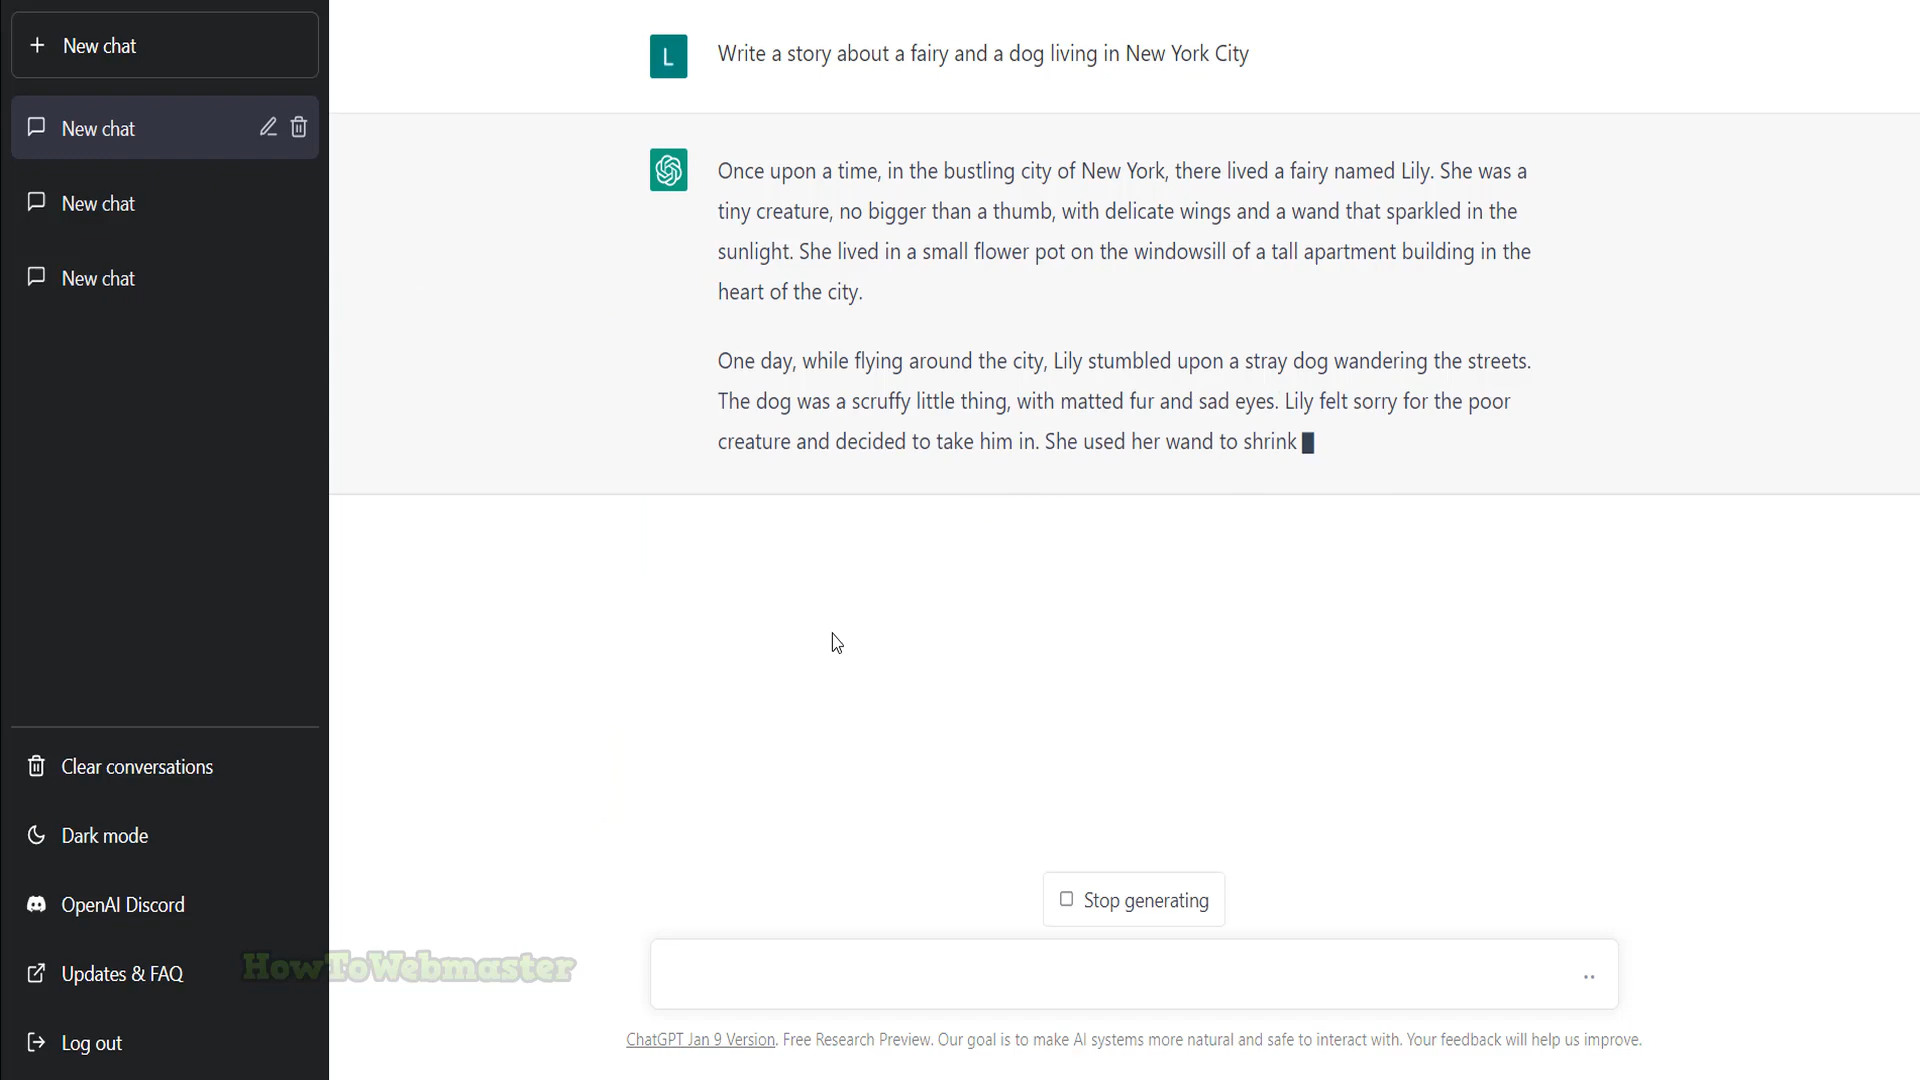 New chat
New chat
New chat
New chat
Clear conversations
Dark mode
OpenAI Discord
Updates & FAQ
Log out
HowToWebmaster
L
Write a story about a fairy and a dog living in New York City
Once upon a time, in the bustling city of New York, there lived a fairy named Lily. She was a
tiny creature, no bigger than a thumb, with delicate wings and a wand that sparkled in the
sunlight. She lived in a small flower pot on the windowsill of a tall apartment building in the
heart of the city.
One day, while flying around the city, Lily stumbled upon a stray dog wandering the streets.
The dog was a scruffy little thing, with matted fur and sad eyes. Lily felt sorry for the poor
creature and decided to take him in. She used her wand to shrink
Stop generating
ChatGPT Jan 9 Version. Free Research Preview. Our goal is to make AI systems more natural and safe to interact with. Your feedback will help us improve.